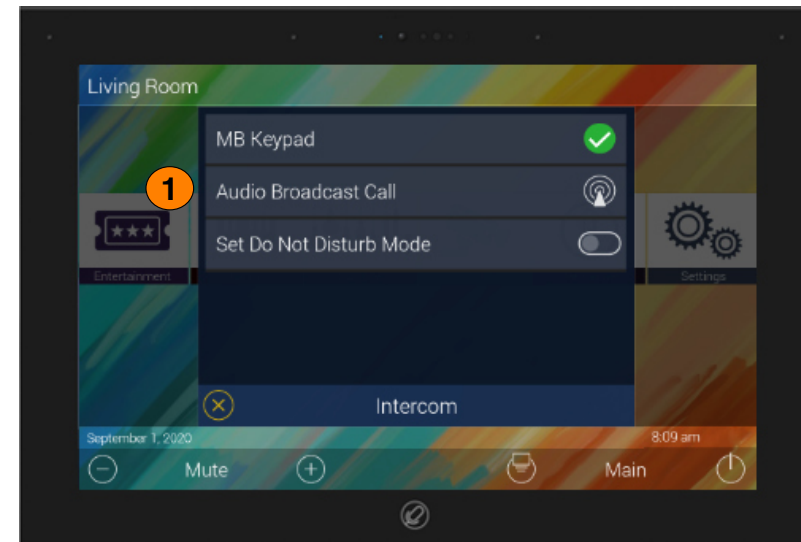 Living Room
MB Keypad
1
Audio Broadcast Call
Set Do Not Disturb Mode
Entertainment
Settings
Intercom
September 1, 2020
8:09 am
Mute
Main